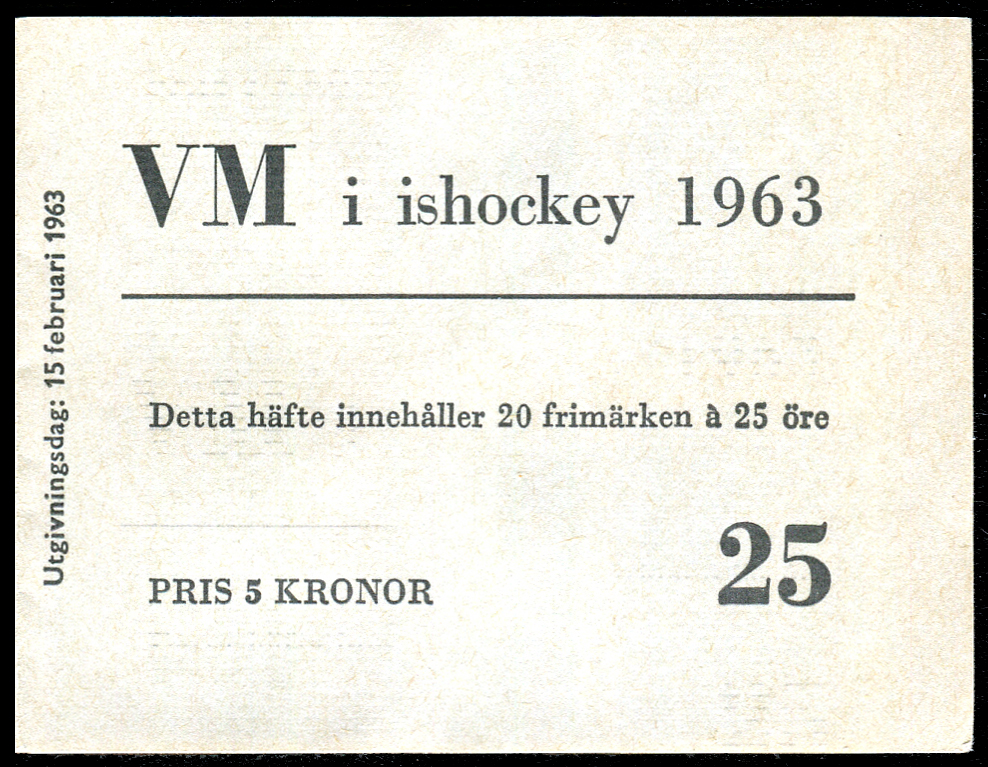 VM i ishockey 1963
Detta häfte innehåller 20 frimärken à 25 öre
PRIS 5 KRONOR
25
Utgivningsdag: 15 februari 1963